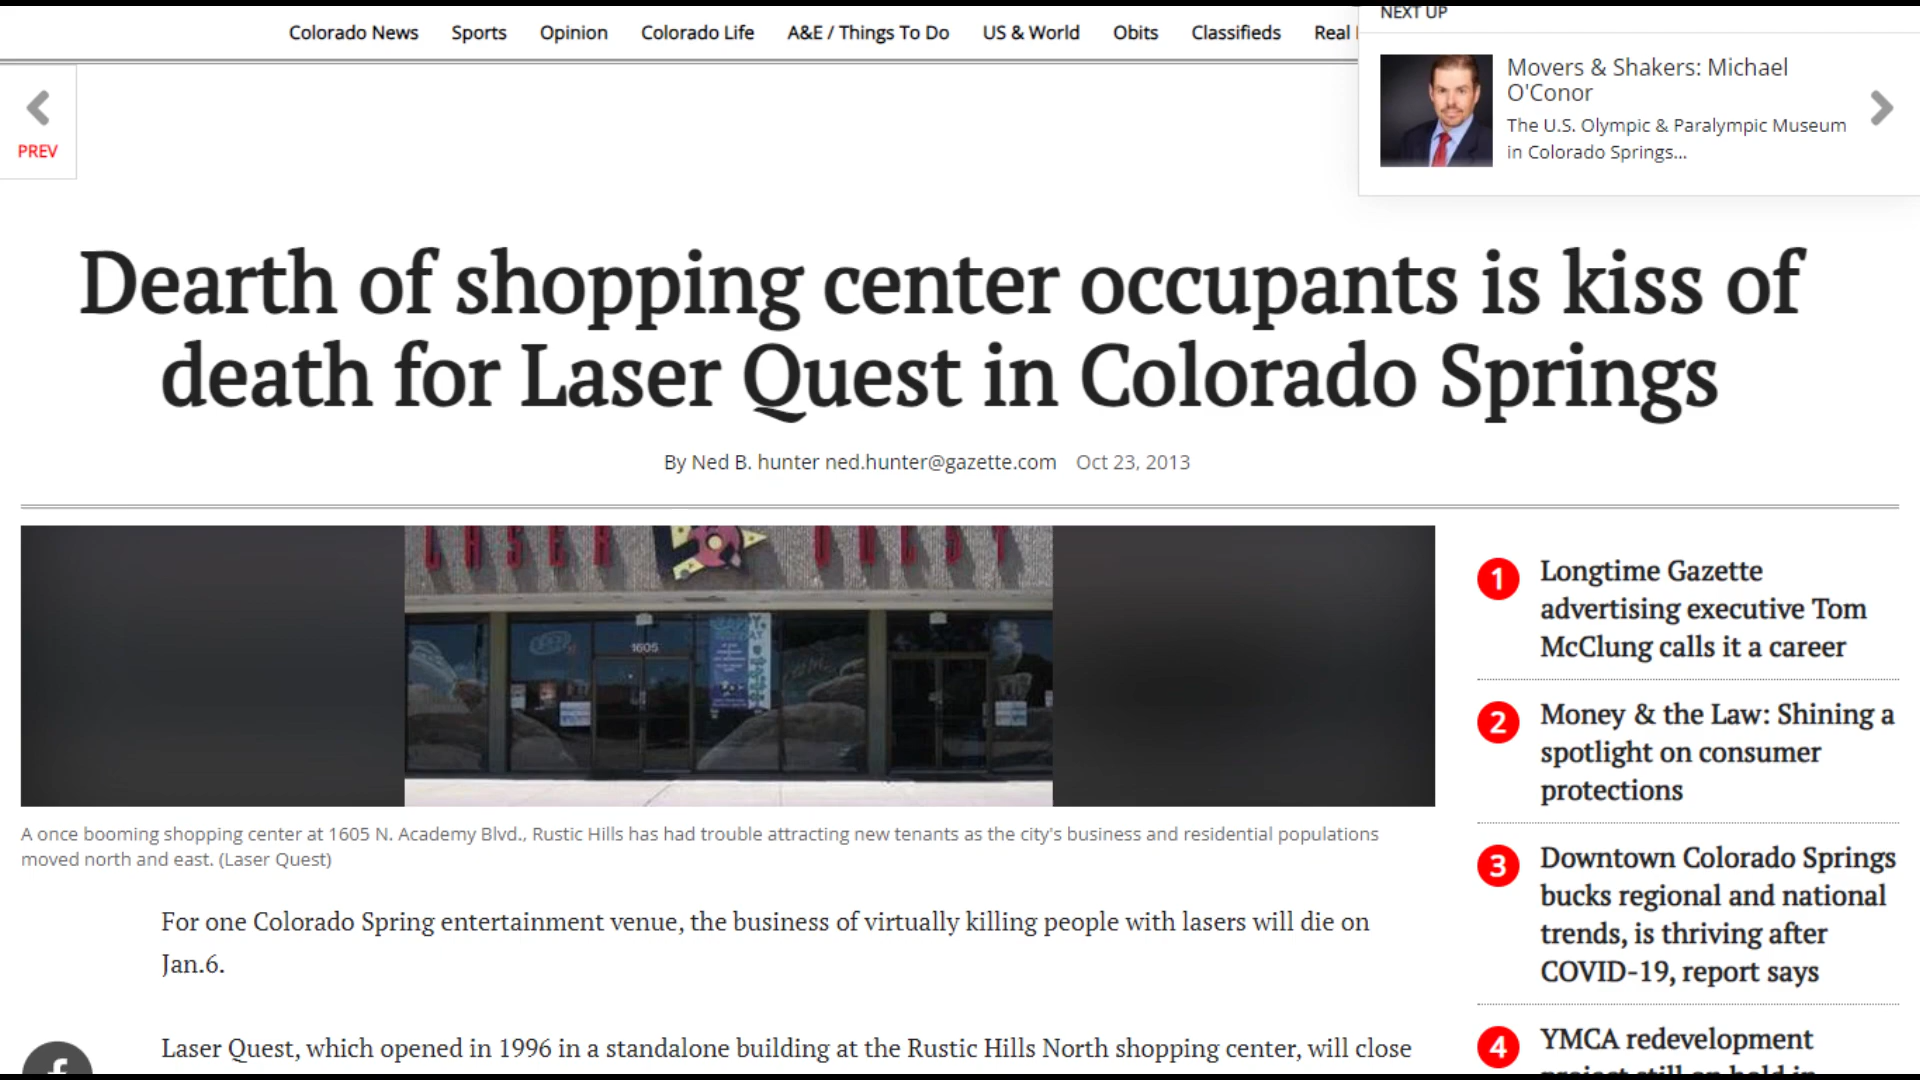 Colorado News Sports Opinion Colorado Life A&E / Things To Do US & World Obits Classifieds Real
NEXT UP
Movers & Shakers: Michael
O'Conor
The U.S. Olympic & Paralympic Museum
in Colorado Springs...
PREV
Dearth of shopping center occupants is kiss of
death for Laser Quest in Colorado Springs
By Ned B. hunter ned.hunter@gazette.com Oct 23, 2013
LASER QUEST
1605
A once booming shopping center at 1605 N. Academy Blvd., Rustic Hills has had trouble attracting new tenants as the city's business and residential populations
moved north and east. (Laser Quest)
For one Colorado Spring entertainment venue, the business of virtually killing people with lasers will die on
Jan.6.
Laser Quest, which opened in 1996 in a standalone building at the Rustic Hills North shopping center, will close
1 Longtime Gazette
advertising executive Tom
McClung calls it a career
2 Money & the Law: Shining a
spotlight on consumer
protections
3 Downtown Colorado Springs
bucks regional and national
trends, is thriving after
COVID-19, report says
4 YMCA redevelopment
project still on hold in